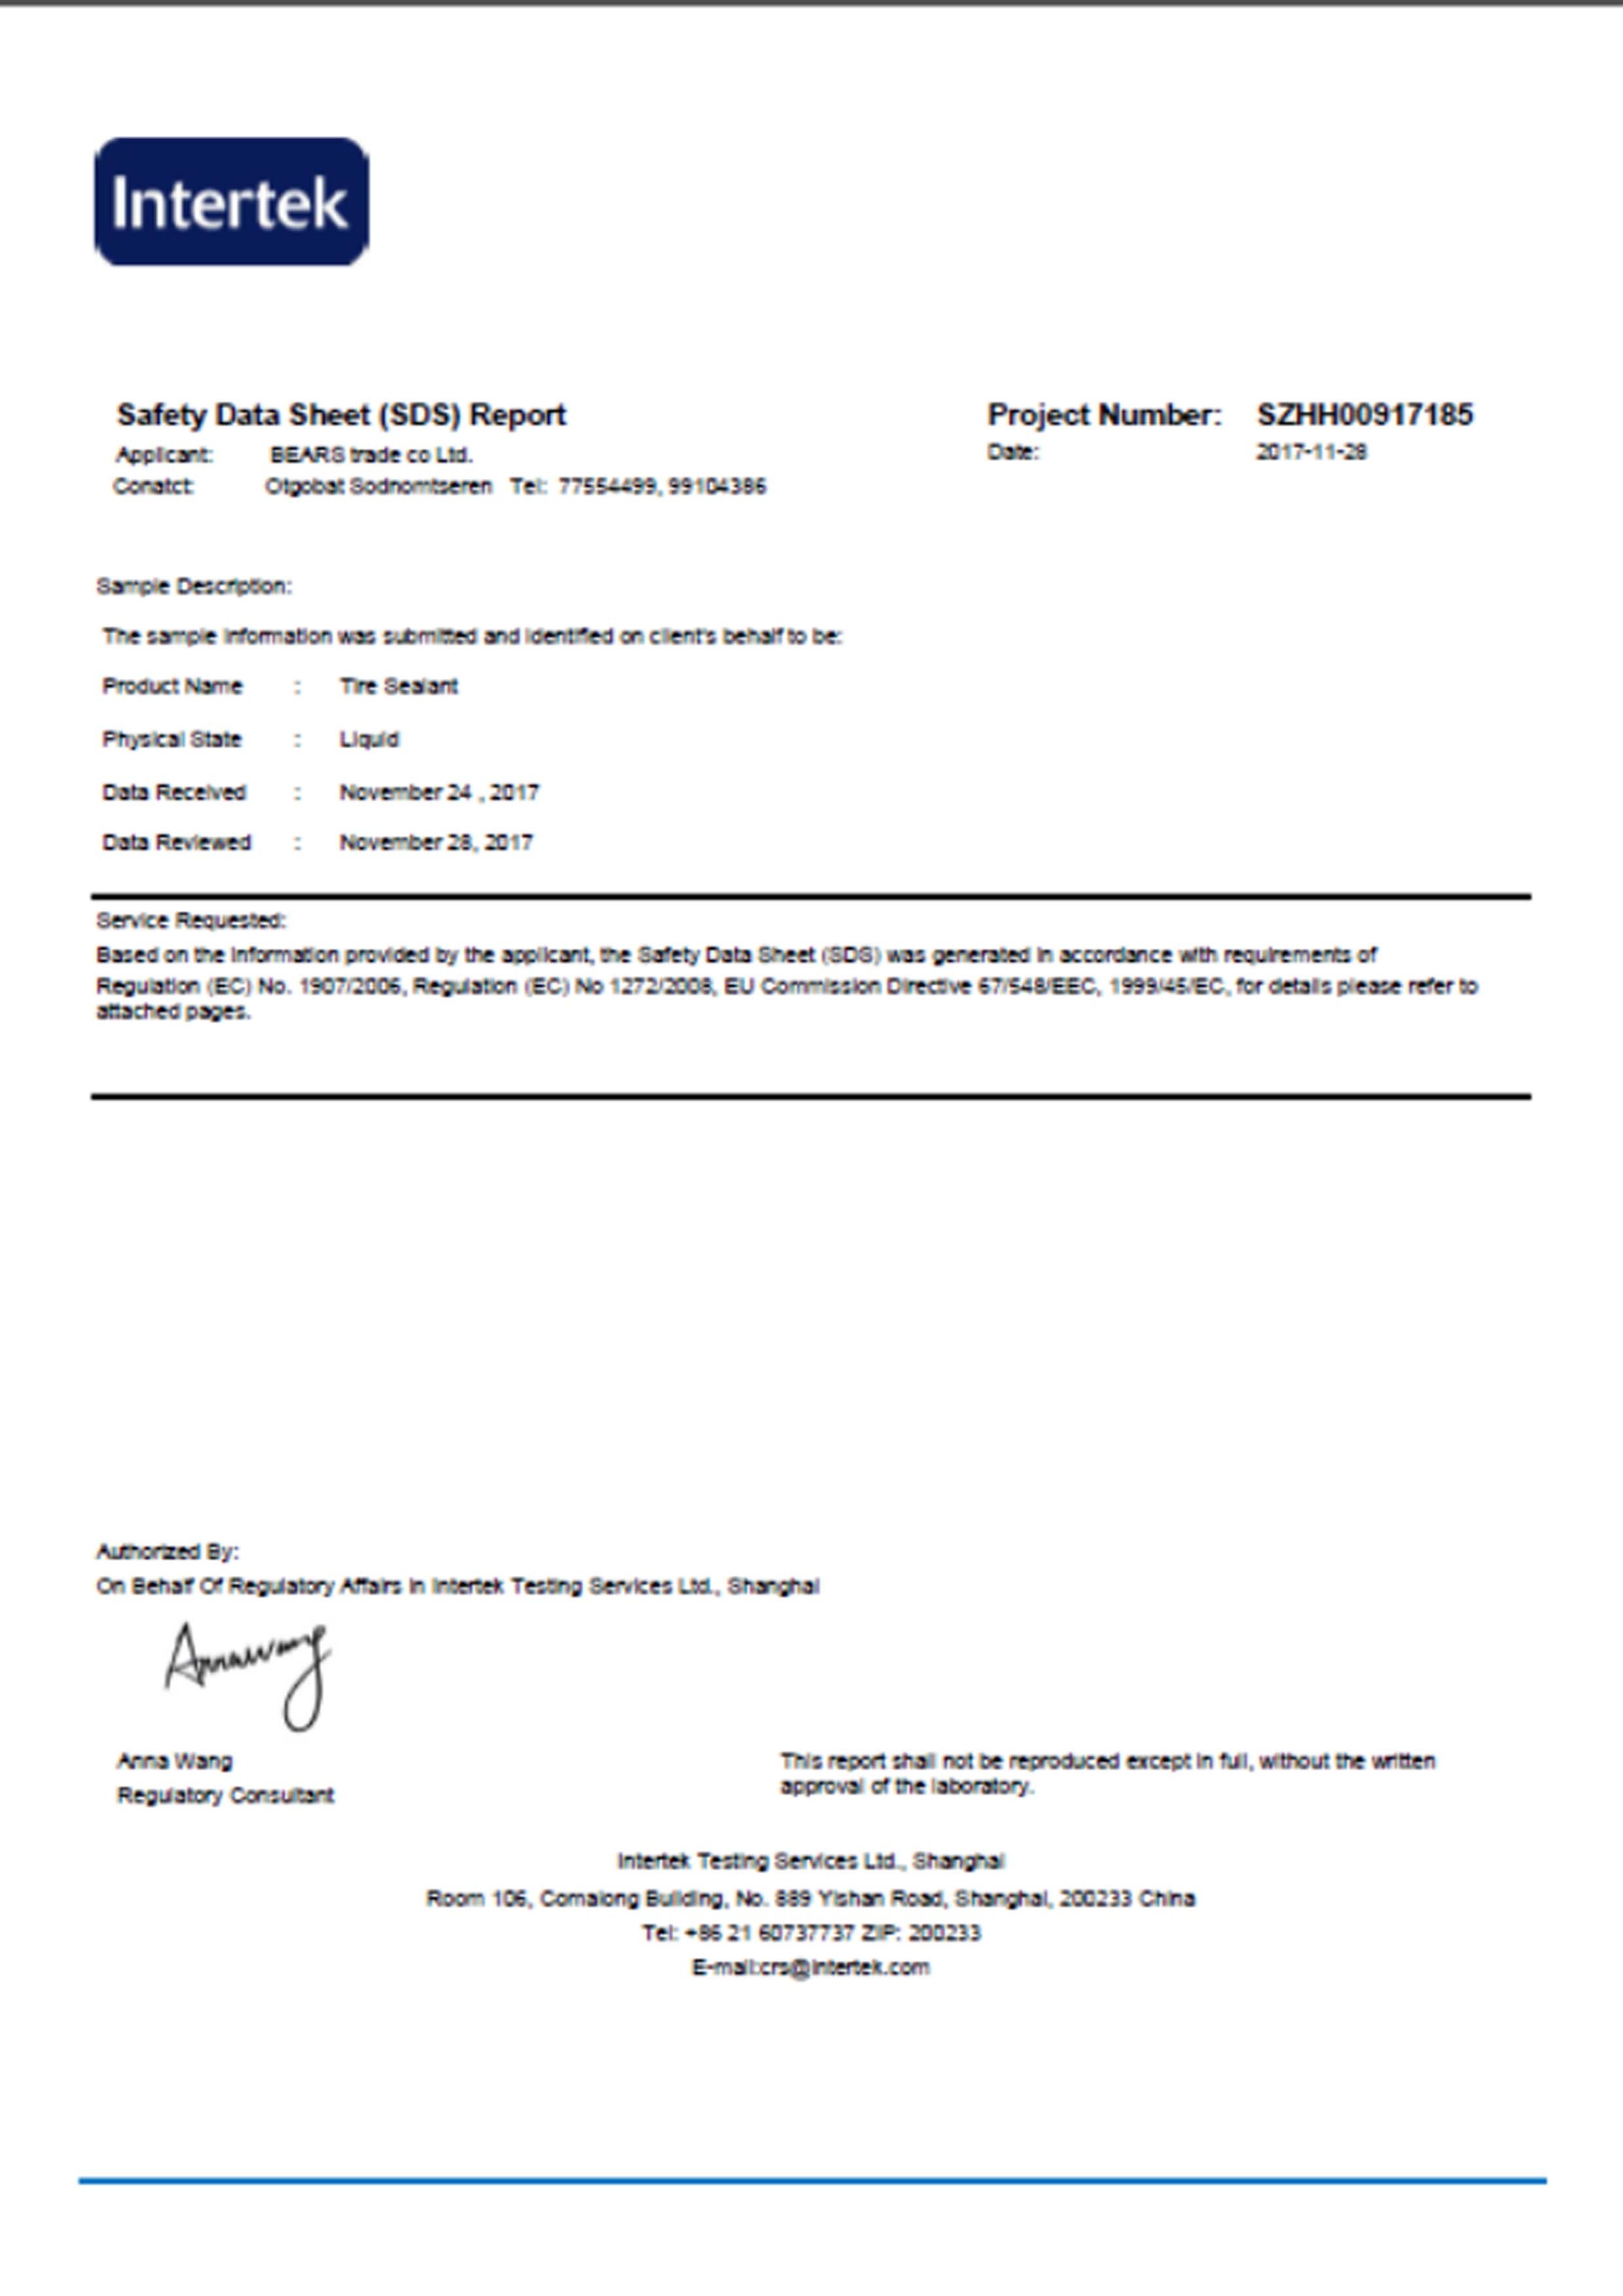 Intertek
Safety Data Sheet (SDS) Report
Project Number: SZHH00917185
Applicant: BEARS trade co Ltd.
Date: 2017-11-28
Conatct: Otgobat Sodnomtseren Tel: 77554499, 99104386
Sample Description:
The sample information was submitted and identified on client's behalf to be:
Product Name : Tire Sealant
Physical State : Liquid
Data Received : November 24 , 2017
Data Reviewed : November 28, 2017
Service Requested:
Based on the information provided by the applicant, the Safety Data Sheet (SDS) was generated in accordance with requirements of
Regulation (EC) No. 1907/2006, Regulation (EC) No 1272/2008, EU Commission Directive 67/548/EEC, 1999/45/EC, for details please refer to
attached pages.
Authorized By:
On Behalf Of Regulatory Affairs in Intertek Testing Services Ltd., Shanghai
Annawang
Anna Wang
Regulatory Consultant
This report shall not be reproduced except in full, without the written
approval of the laboratory.
Intertek Testing Services Ltd., Shanghai
Room 106, Comalong Building, No. 889 Yishan Road, Shanghai, 200233 China
Tel: +86 21 60737737 ZIP: 200233
E-mail:crs@intertek.com